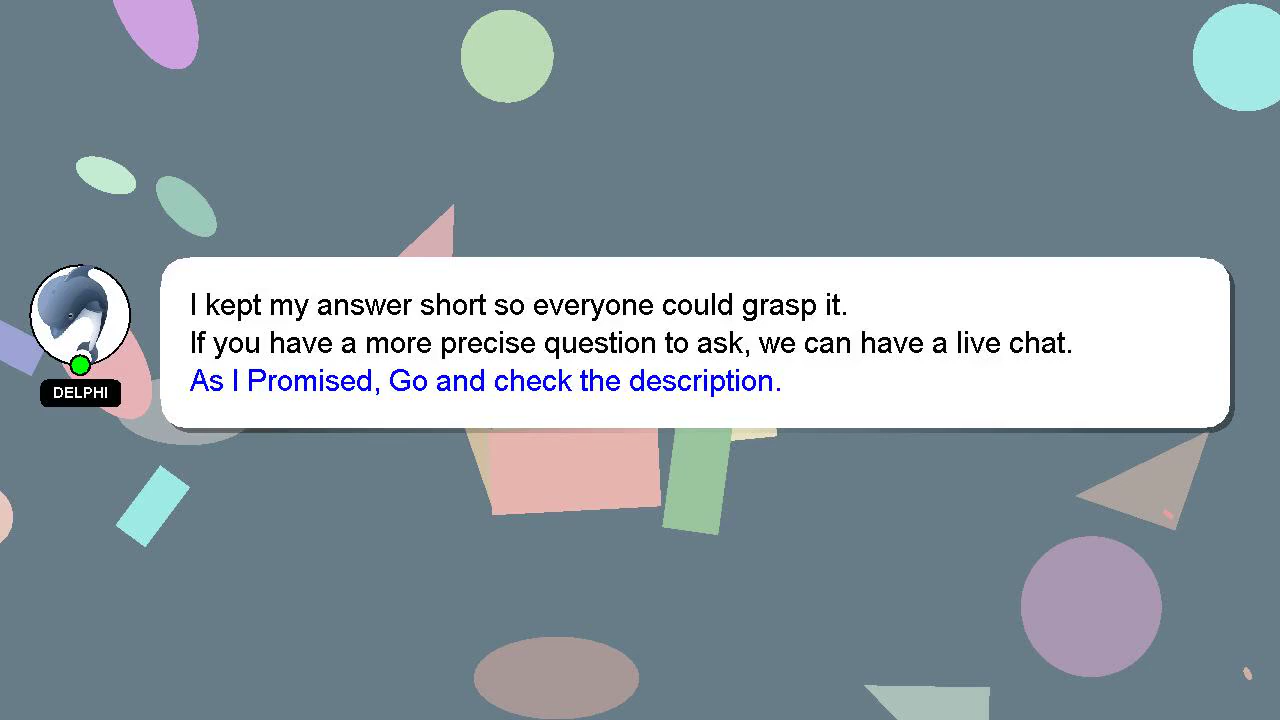 I kept my answer short so everyone could grasp it.
If you have a more precise question to ask, we can have a live chat.
As I Promised, Go and check the description.
DELPHI